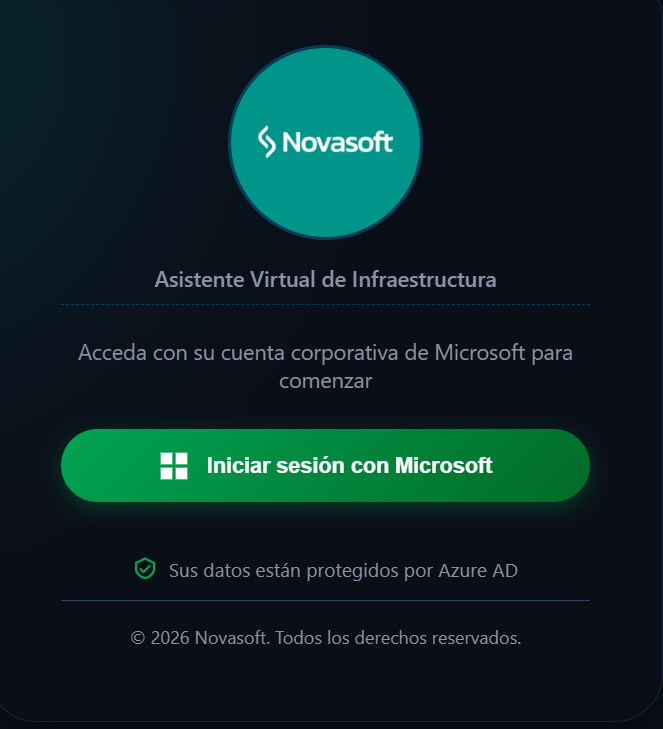 Novasoft
Asistente Virtual de Infraestructura
Acceda con su cuenta corporativa de Microsoft para
comenzar
Iniciar sesión con Microsoft
Sus datos están protegidos por Azure AD
© 2026 Novasoft. Todos los derechos reservados.